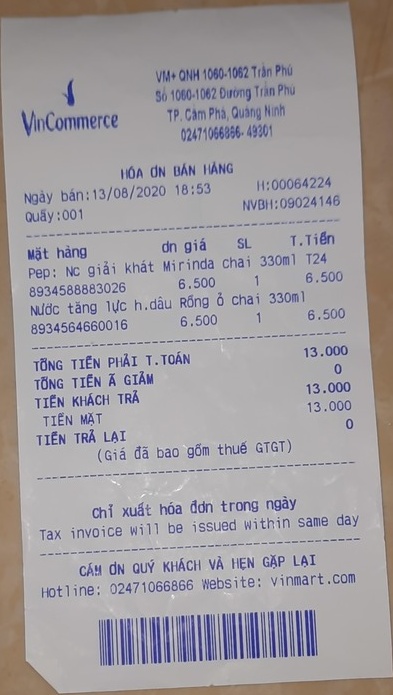 VinCommerce
VM+ QNH 1060-1062 Trần Phú
Số 1060-1062 Đường Trần Phú
TP. Cẩm Phả, Quảng Ninh
02471066866- 49301
HÓA ƠN BÁN HÀNG
Ngày bán:13/08/2020 18:53 H:00064224
Quầy:001 NVBH:09024146
Mặt hàng ơn giá SL T.Tiền
Pep: Nc giải khát Mirinda chai 330ml T24
8934588883026 6.500 1 6.500
Nước tăng lực h.dâu Rồng ỏ chai 330ml
8934564660016 6.500 1 6.500
TỔNG TIỀN PHẢI T.TOÁN 13.000
TỔNG TIỀN Ã GIẢM 0
TIỀN KHÁCH TRẢ 13.000
TIỀN MẶT 13.000
TIỀN TRẢ LẠI 0
(Giá đã bao gồm thuế GTGT)
Chỉ xuất hóa đơn trong ngày
Tax invoice will be issued within same day
CẢM ƠN QUÝ KHÁCH VÀ HẸN GẶP LẠI
Hotline: 02471066866 Website: vinmart.com